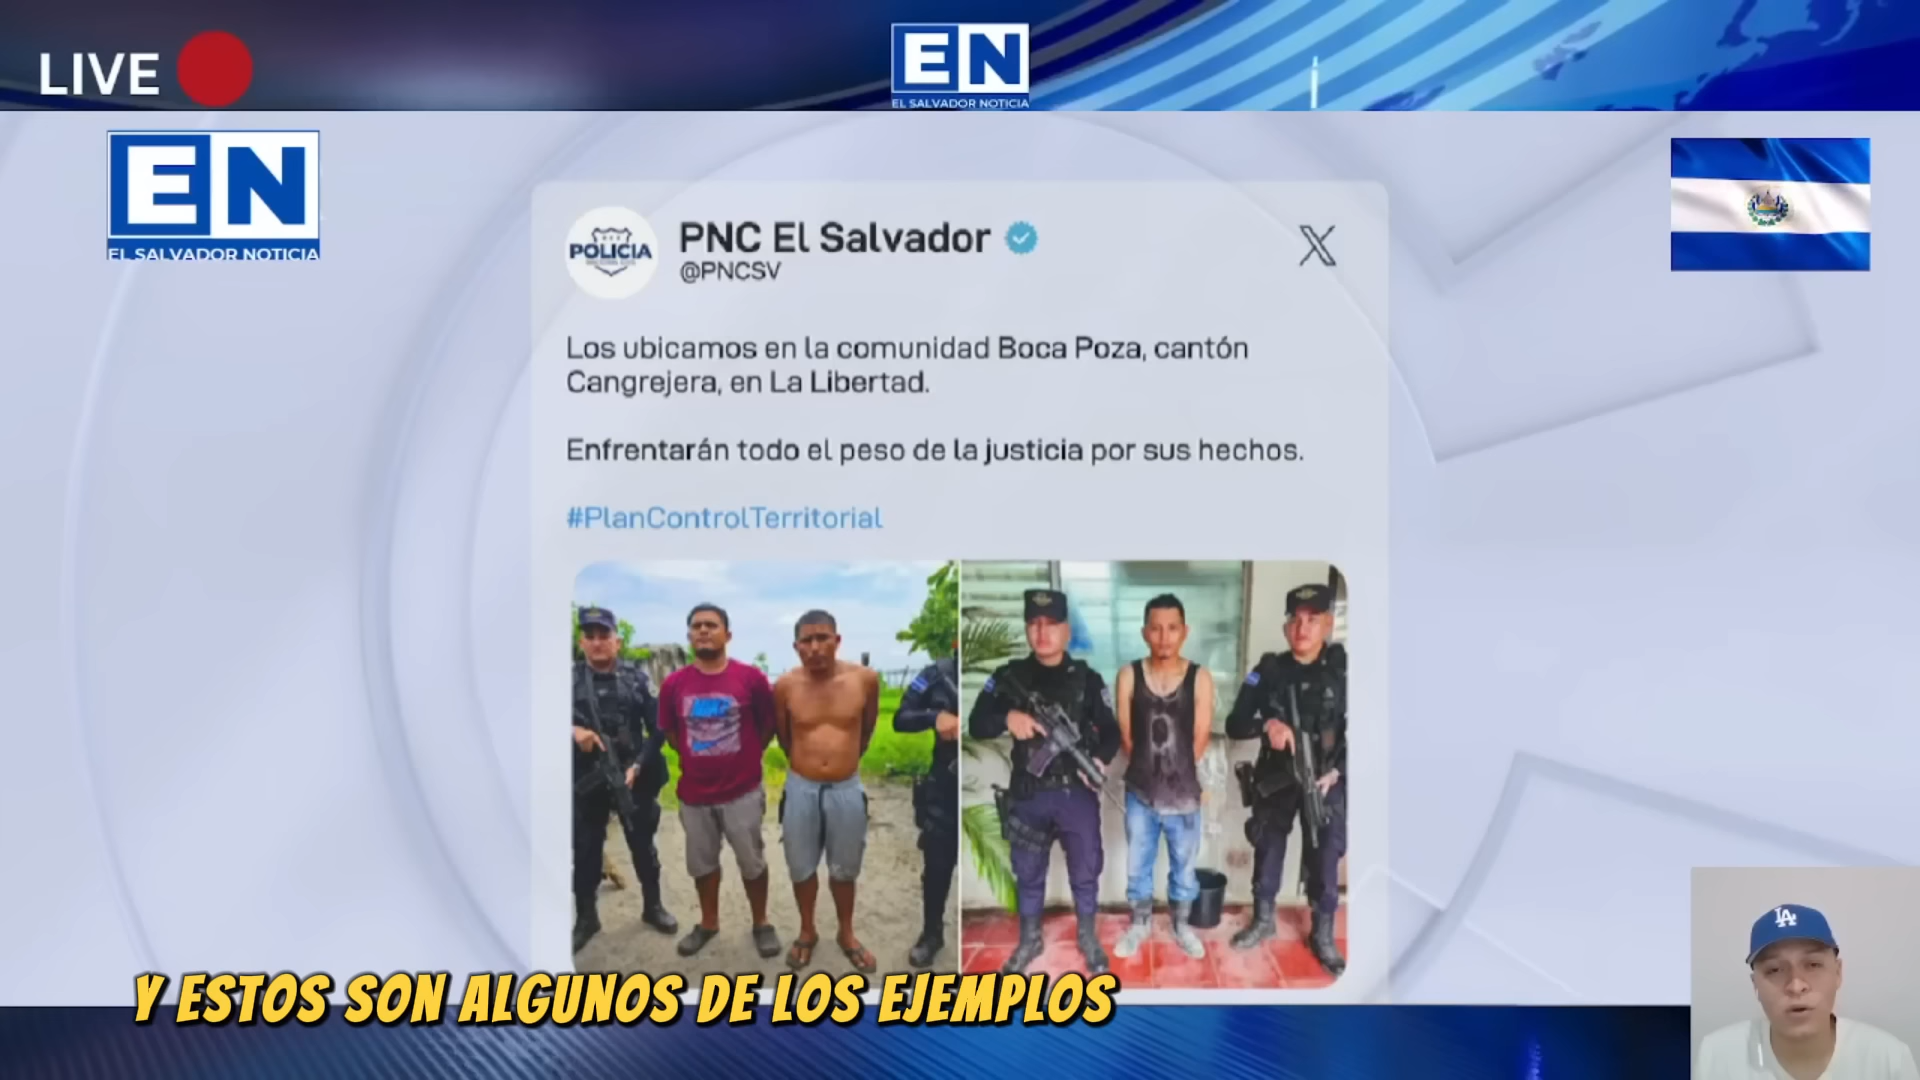 LIVE
EN
EL SALVADOR NOTICIA
EN
EL SALVADOR NOTICIA
POLICIA
PNC El Salvador
@PNCSV
X
Los ubicamos en la comunidad Boca Poza, cantón
Cangrejera, en La Libertad.
Enfrentarán todo el peso de la justicia por sus hechos.
#PlanControlTerritorial
Y ESTOS SON ALGUNOS DE LOS EJEMPLOS
LA